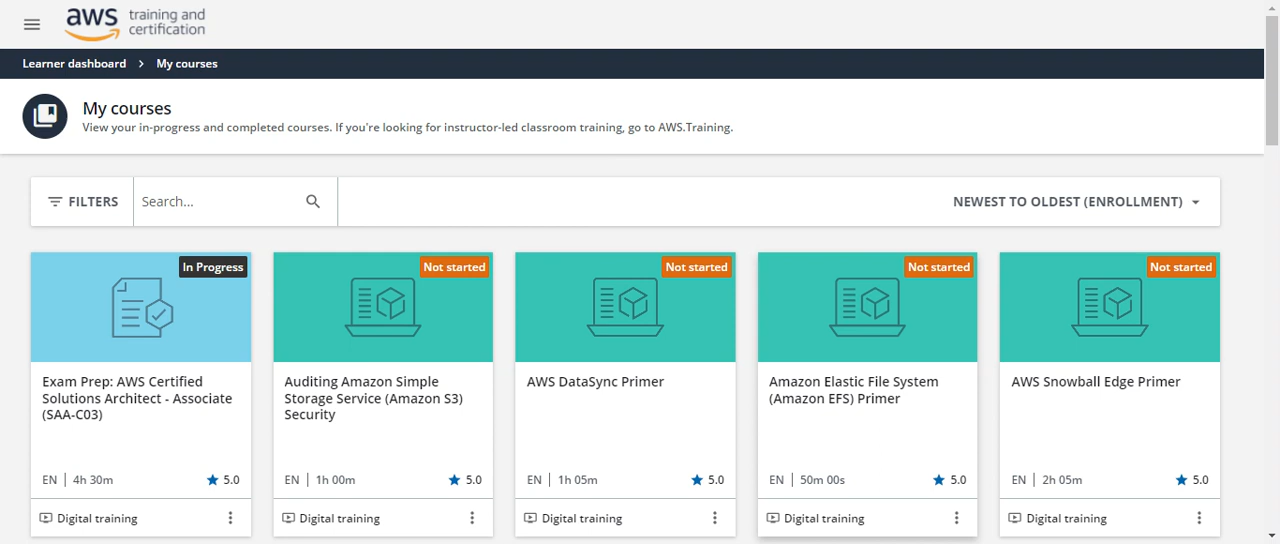 aws training and certification
Learner dashboard > My courses
My courses
View your in-progress and completed courses. If you're looking for instructor-led classroom training, go to AWS.Training.
FILTERS Search... NEWEST TO OLDEST (ENROLLMENT)
In Progress
Exam Prep: AWS Certified
Solutions Architect - Associate
(SAA-C03)
EN | 4h 30m 5.0
Digital training
Not started
Auditing Amazon Simple
Storage Service (Amazon S3)
Security
EN | 1h 00m 5.0
Digital training
Not started
AWS DataSync Primer
EN | 1h 05m 5.0
Digital training
Not started
Amazon Elastic File System
(Amazon EFS) Primer
EN | 50m 00s 5.0
Digital training
Not started
AWS Snowball Edge Primer
EN | 2h 05m 5.0
Digital training